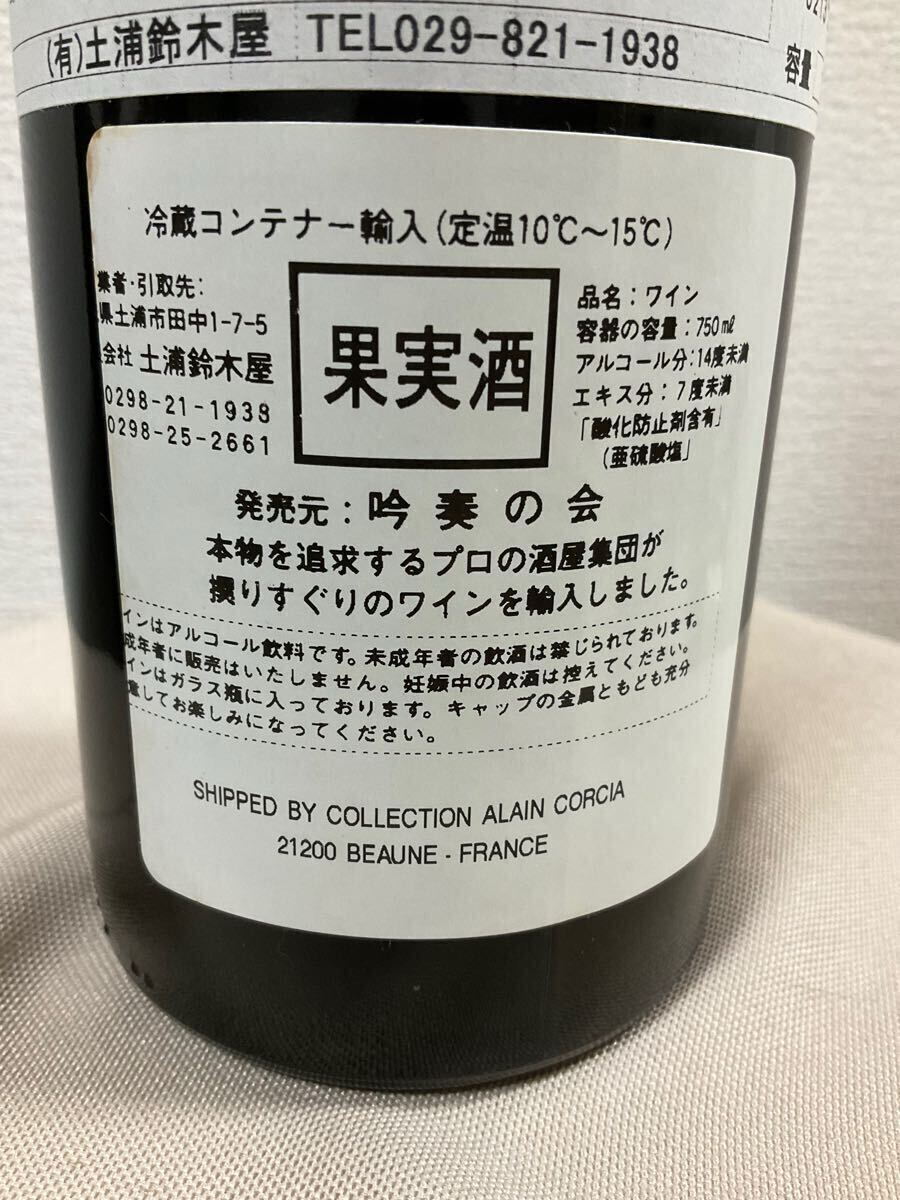 (有)土浦鈴木屋 TEL029-821-1938
容量
冷蔵コンテナー輸入(定温10℃～15℃)
業者・引取先:
県土浦市田中1-7-5
会社 土浦鈴木屋
0298-21-1938
0298-25-2661
果実酒
品名:ワイン
容器の容量:750㎖
アルコール分:14度未満
エキス分:7度未満
「酸化防止剤含有」
(亜硫酸塩」
発売元:吟奏の会
本物を追求するプロの酒屋集団が
撰りすぐりのワインを輸入しました。
インはアルコール飲料です。未成年者の飲酒は禁じられております。
成年者に販売はいたしません。妊娠中の飲酒は控えてください。
インはガラス瓶に入っております。キャップの金属ともども充分
意してお楽しみになってください。
SHIPPED BY COLLECTION ALAIN CORCIA
21200 BEAUNE - FRANCE